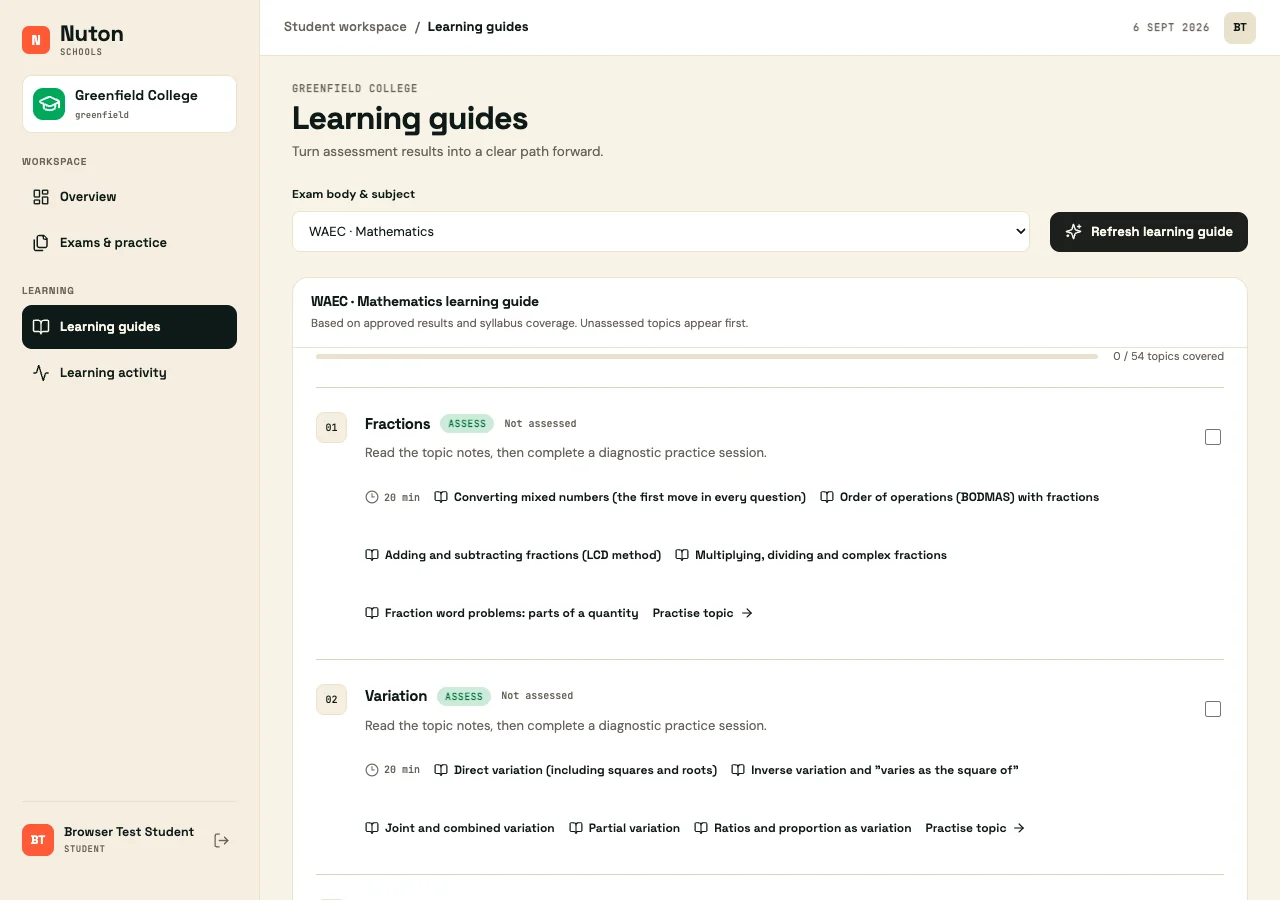 N
Nuton
SCHOOLS
Greenfield College
greenfield
WORKSPACE
Overview
Exams & practice
LEARNING
Learning guides
Learning activity
BT
Browser Test Student
STUDENT
Student workspace / Learning guides
6 SEPT 2026
BT
GREENFIELD COLLEGE
Learning guides
Turn assessment results into a clear path forward.
Exam body & subject
WAEC · Mathematics
Refresh learning guide
WAEC · Mathematics learning guide
Based on approved results and syllabus coverage. Unassessed topics appear first.
0 / 54 topics covered
01
Fractions ASSESS Not assessed
Read the topic notes, then complete a diagnostic practice session.
20 min Converting mixed numbers (the first move in every question) Order of operations (BODMAS) with fractions
Adding and subtracting fractions (LCD method) Multiplying, dividing and complex fractions
Fraction word problems: parts of a quantity Practise topic →
02
Variation ASSESS Not assessed
Read the topic notes, then complete a diagnostic practice session.
20 min Direct variation (including squares and roots) Inverse variation and "varies as the square of"
Joint and combined variation Partial variation Ratios and proportion as variation Practise topic →